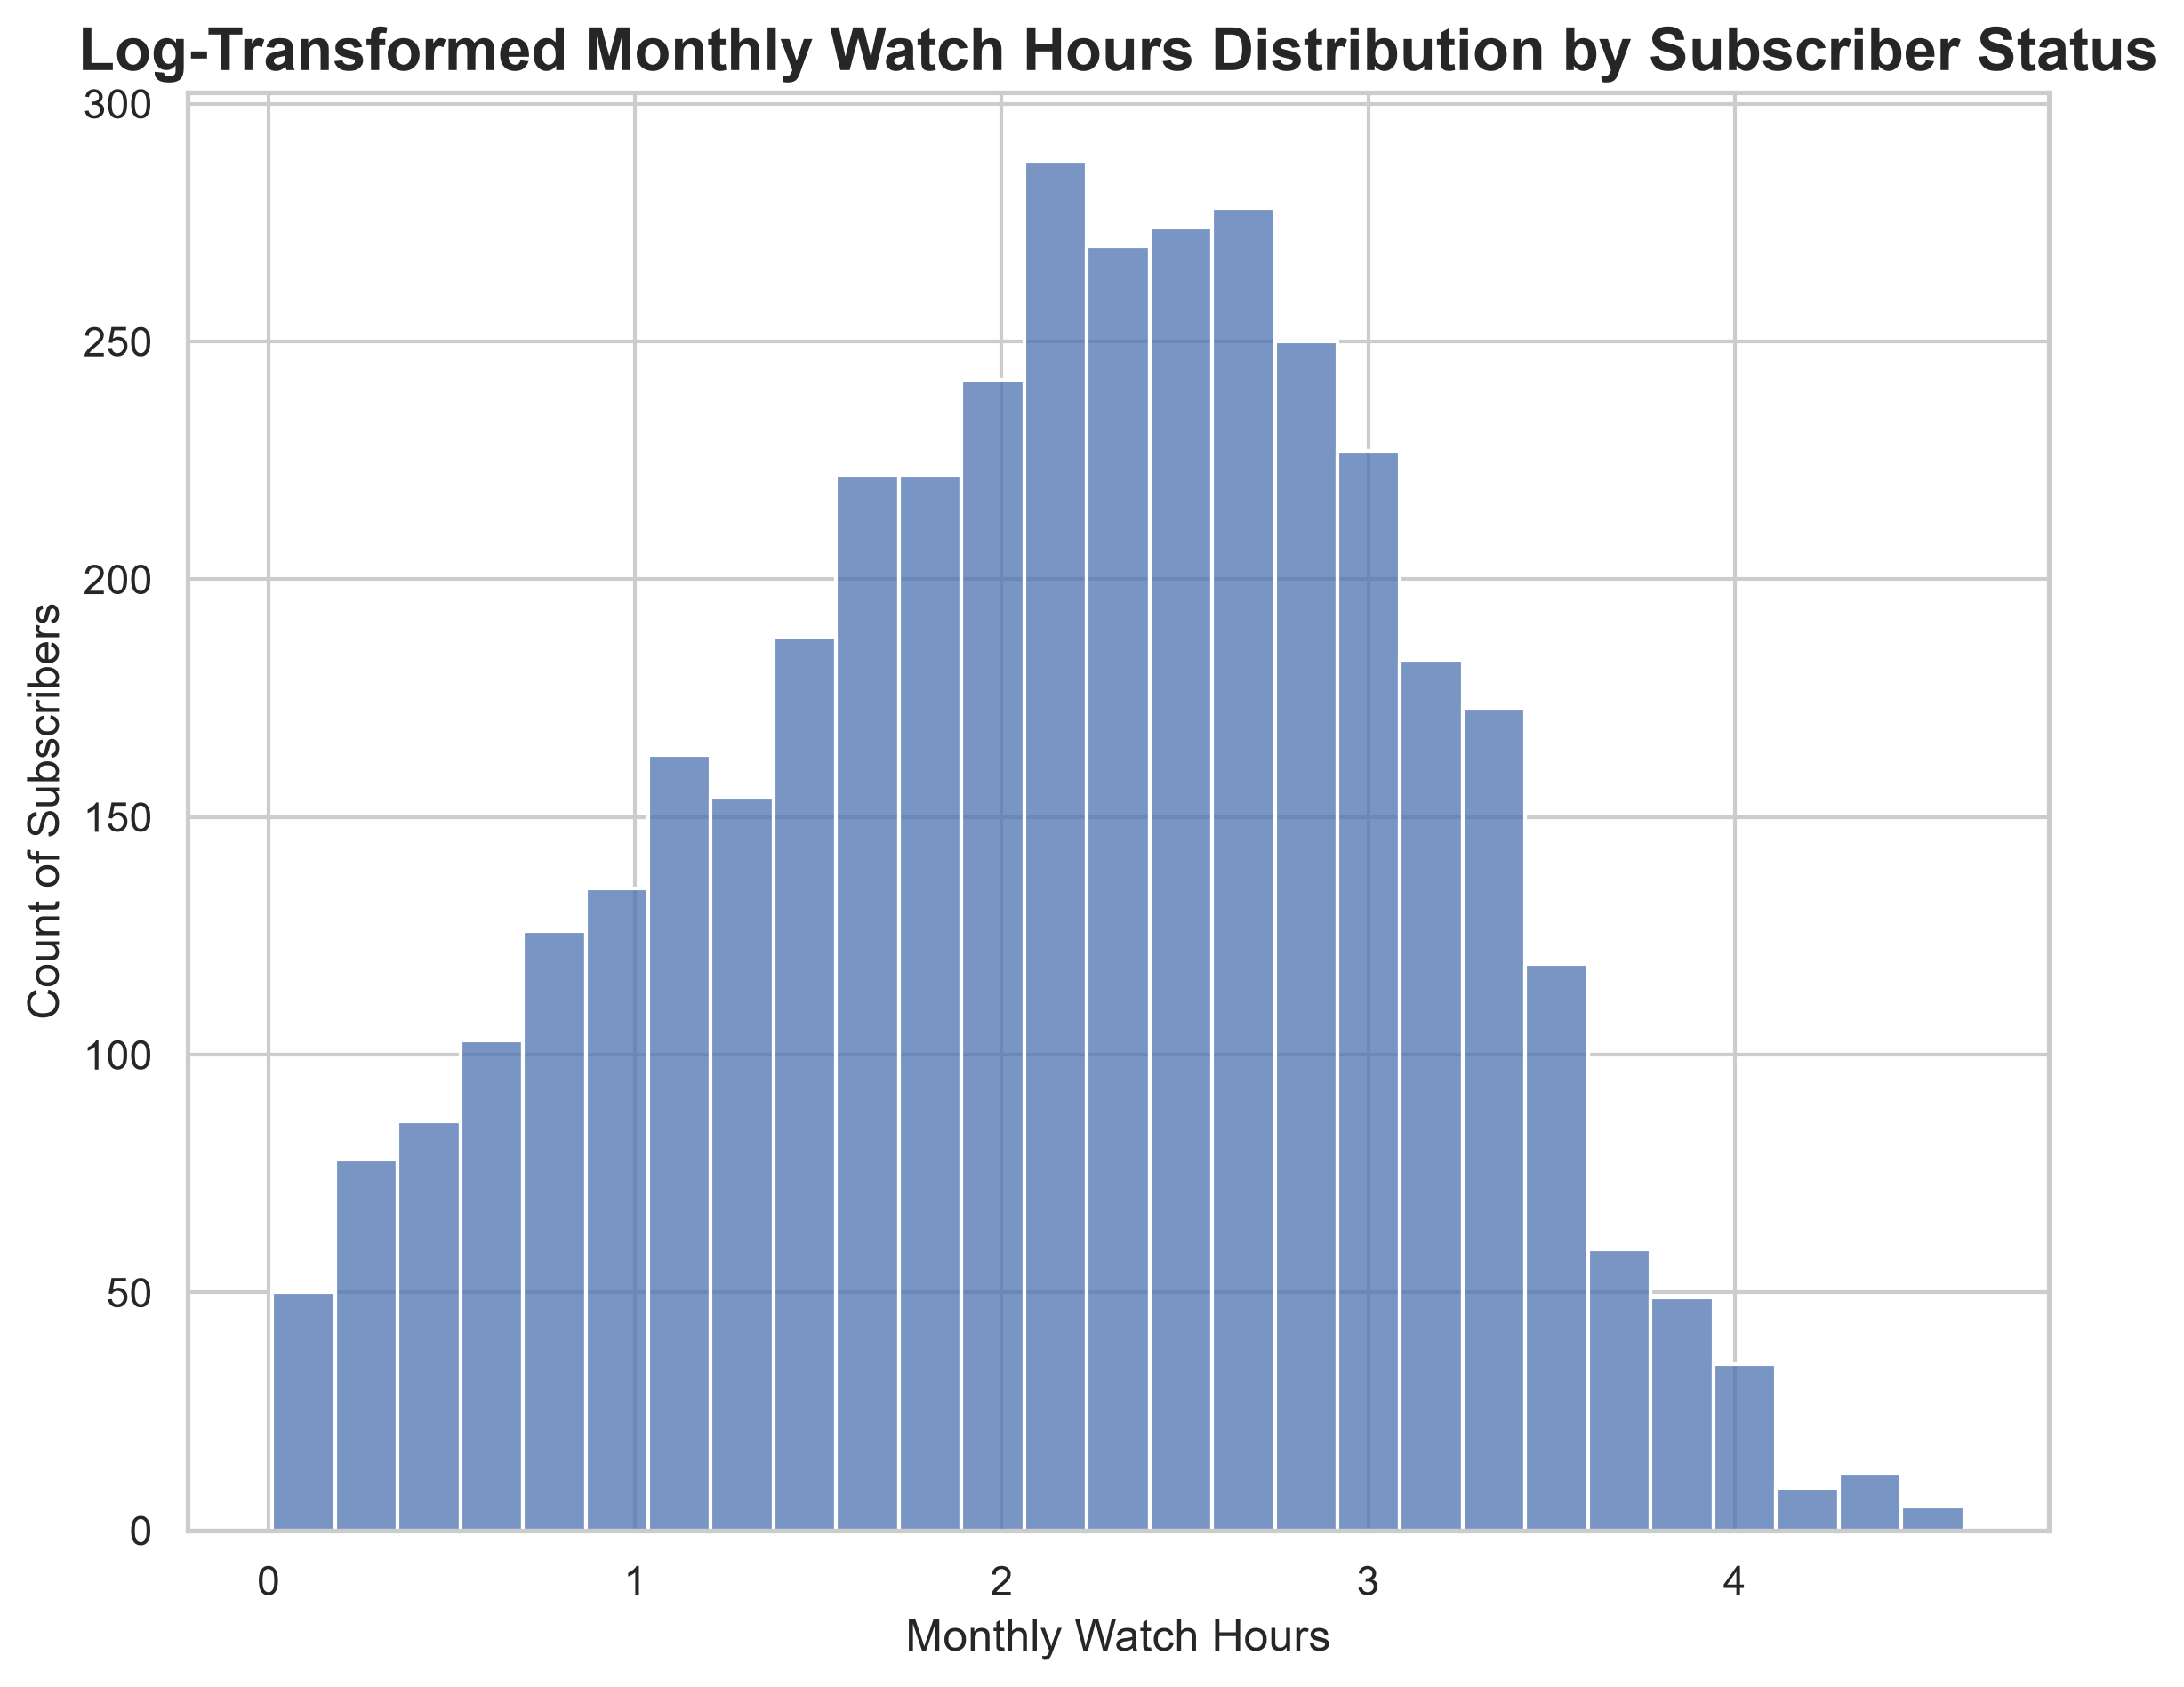 Log-Transformed Monthly Watch Hours Distribution by Subscriber Status
300
250
200
150
100
50
0
Count of Subscribers
0 1 2 3 4
Monthly Watch Hours